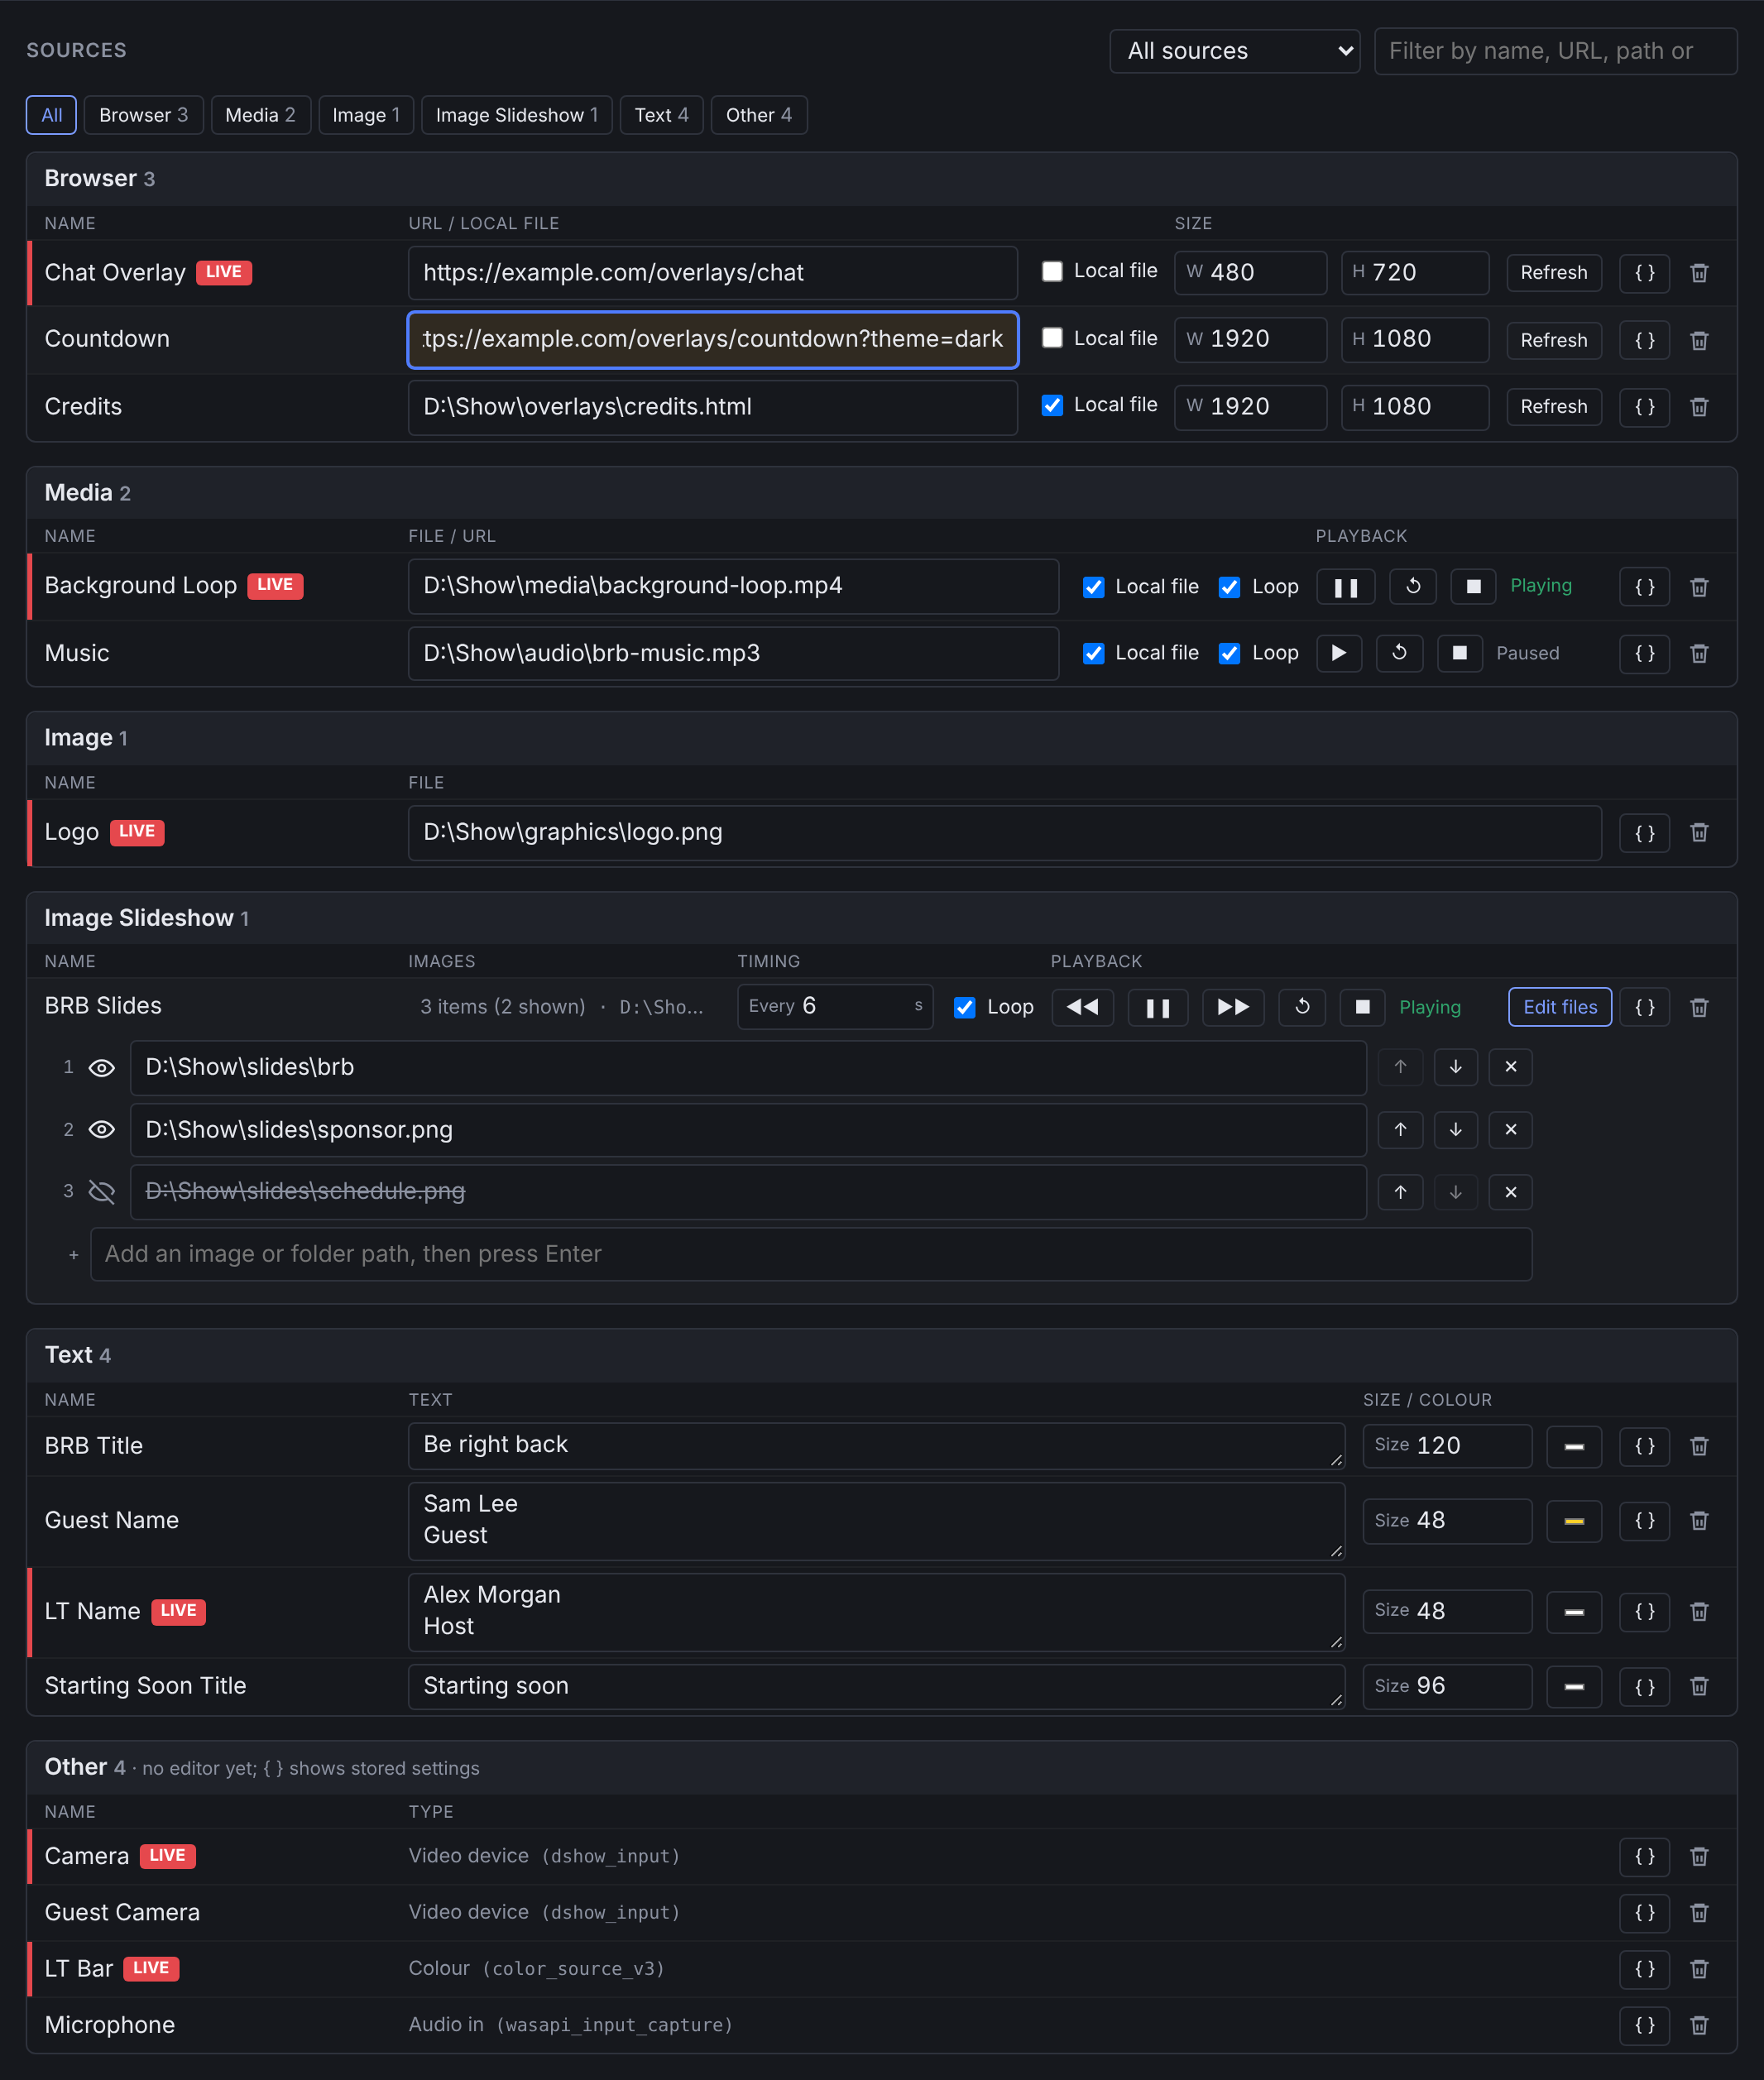 SOURCES
All sources
Filter by name, URL, path or
All
Browser 3
Media 2
Image 1
Image Slideshow 1
Text 4
Other 4
Browser 3
NAME URL / LOCAL FILE SIZE
Chat Overlay LIVE https://example.com/overlays/chat Local file W 480 H 720 Refresh { }
Countdown tps://example.com/overlays/countdown?theme=dark Local file W 1920 H 1080 Refresh { }
Credits D:\Show\overlays\credits.html Local file W 1920 H 1080 Refresh { }
Media 2
NAME FILE / URL PLAYBACK
Background Loop LIVE D:\Show\media\background-loop.mp4 Local file Loop Playing { }
Music D:\Show\audio\brb-music.mp3 Local file Loop Paused { }
Image 1
NAME FILE
Logo LIVE D:\Show\graphics\logo.png { }
Image Slideshow 1
NAME IMAGES TIMING PLAYBACK
BRB Slides 3 items (2 shown) · D:\Sho... Every 6 s Loop Playing Edit files { }
1 D:\Show\slides\brb
2 D:\Show\slides\sponsor.png
3 D:\Show\slides\schedule.png
+ Add an image or folder path, then press Enter
Text 4
NAME TEXT SIZE / COLOUR
BRB Title Be right back Size 120 { }
Guest Name Sam Lee
Guest Size 48 { }
LT Name LIVE Alex Morgan
Host Size 48 { }
Starting Soon Title Starting soon Size 96 { }
Other 4 · no editor yet; { } shows stored settings
NAME TYPE
Camera LIVE Video device (dshow_input) { }
Guest Camera Video device (dshow_input) { }
LT Bar LIVE Colour (color_source_v3) { }
Microphone Audio in (wasapi_input_capture) { }